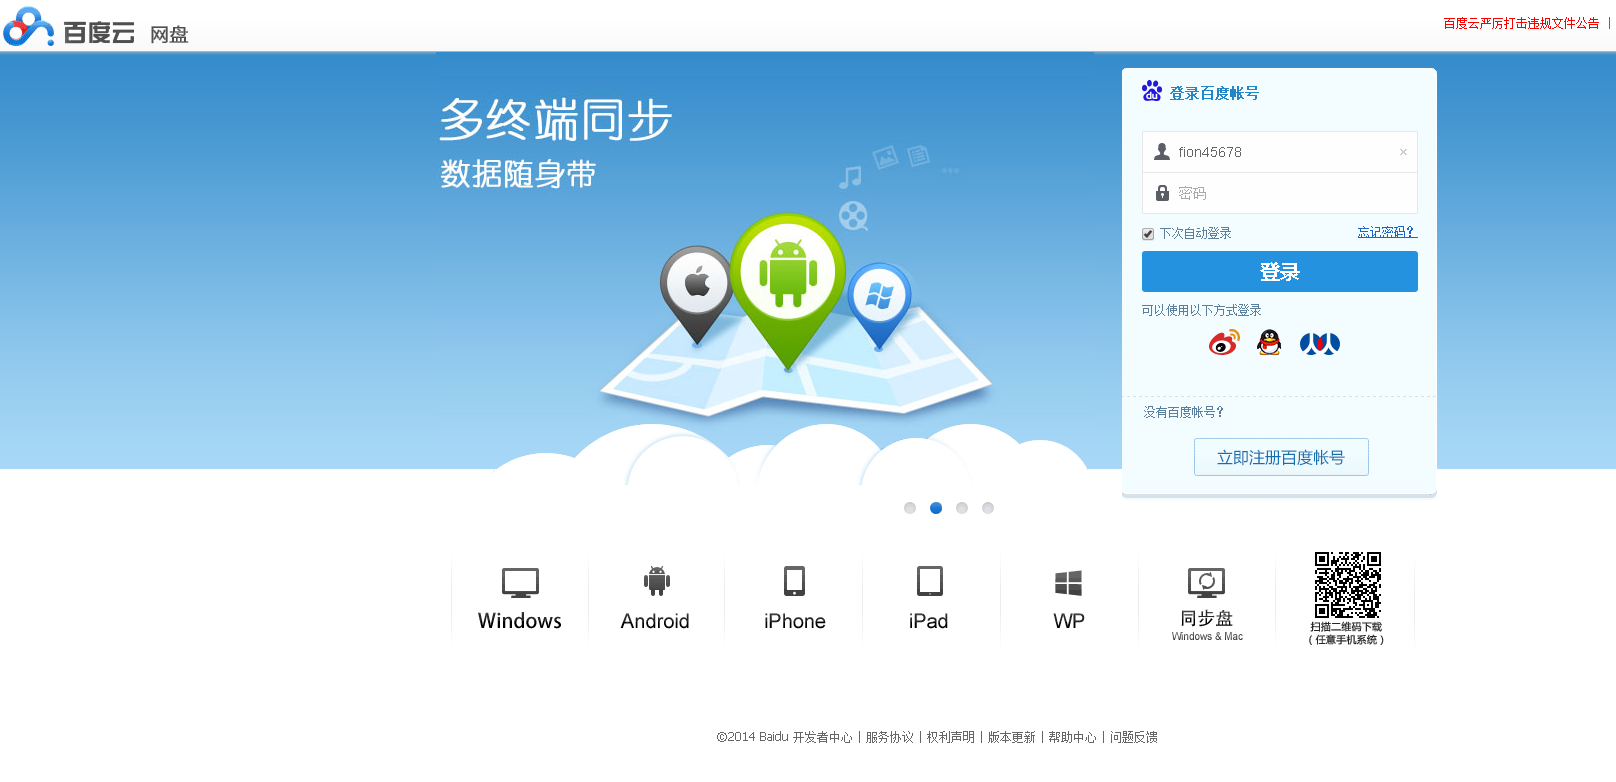 百度云 网盘
百度云严厉打击违规文件公告 |
多终端同步
数据随身带
du 登录百度帐号
fion45678 ×
密码
下次自动登录 忘记密码?
登录
可以使用以下方式登录
没有百度帐号?
立即注册百度帐号
Windows Android iPhone iPad WP 同步盘
Windows & Mac
扫描二维码下载
(任意手机系统)
©2014 Baidu 开发者中心 | 服务协议 | 权利声明 | 版本更新 | 帮助中心 | 问题反馈